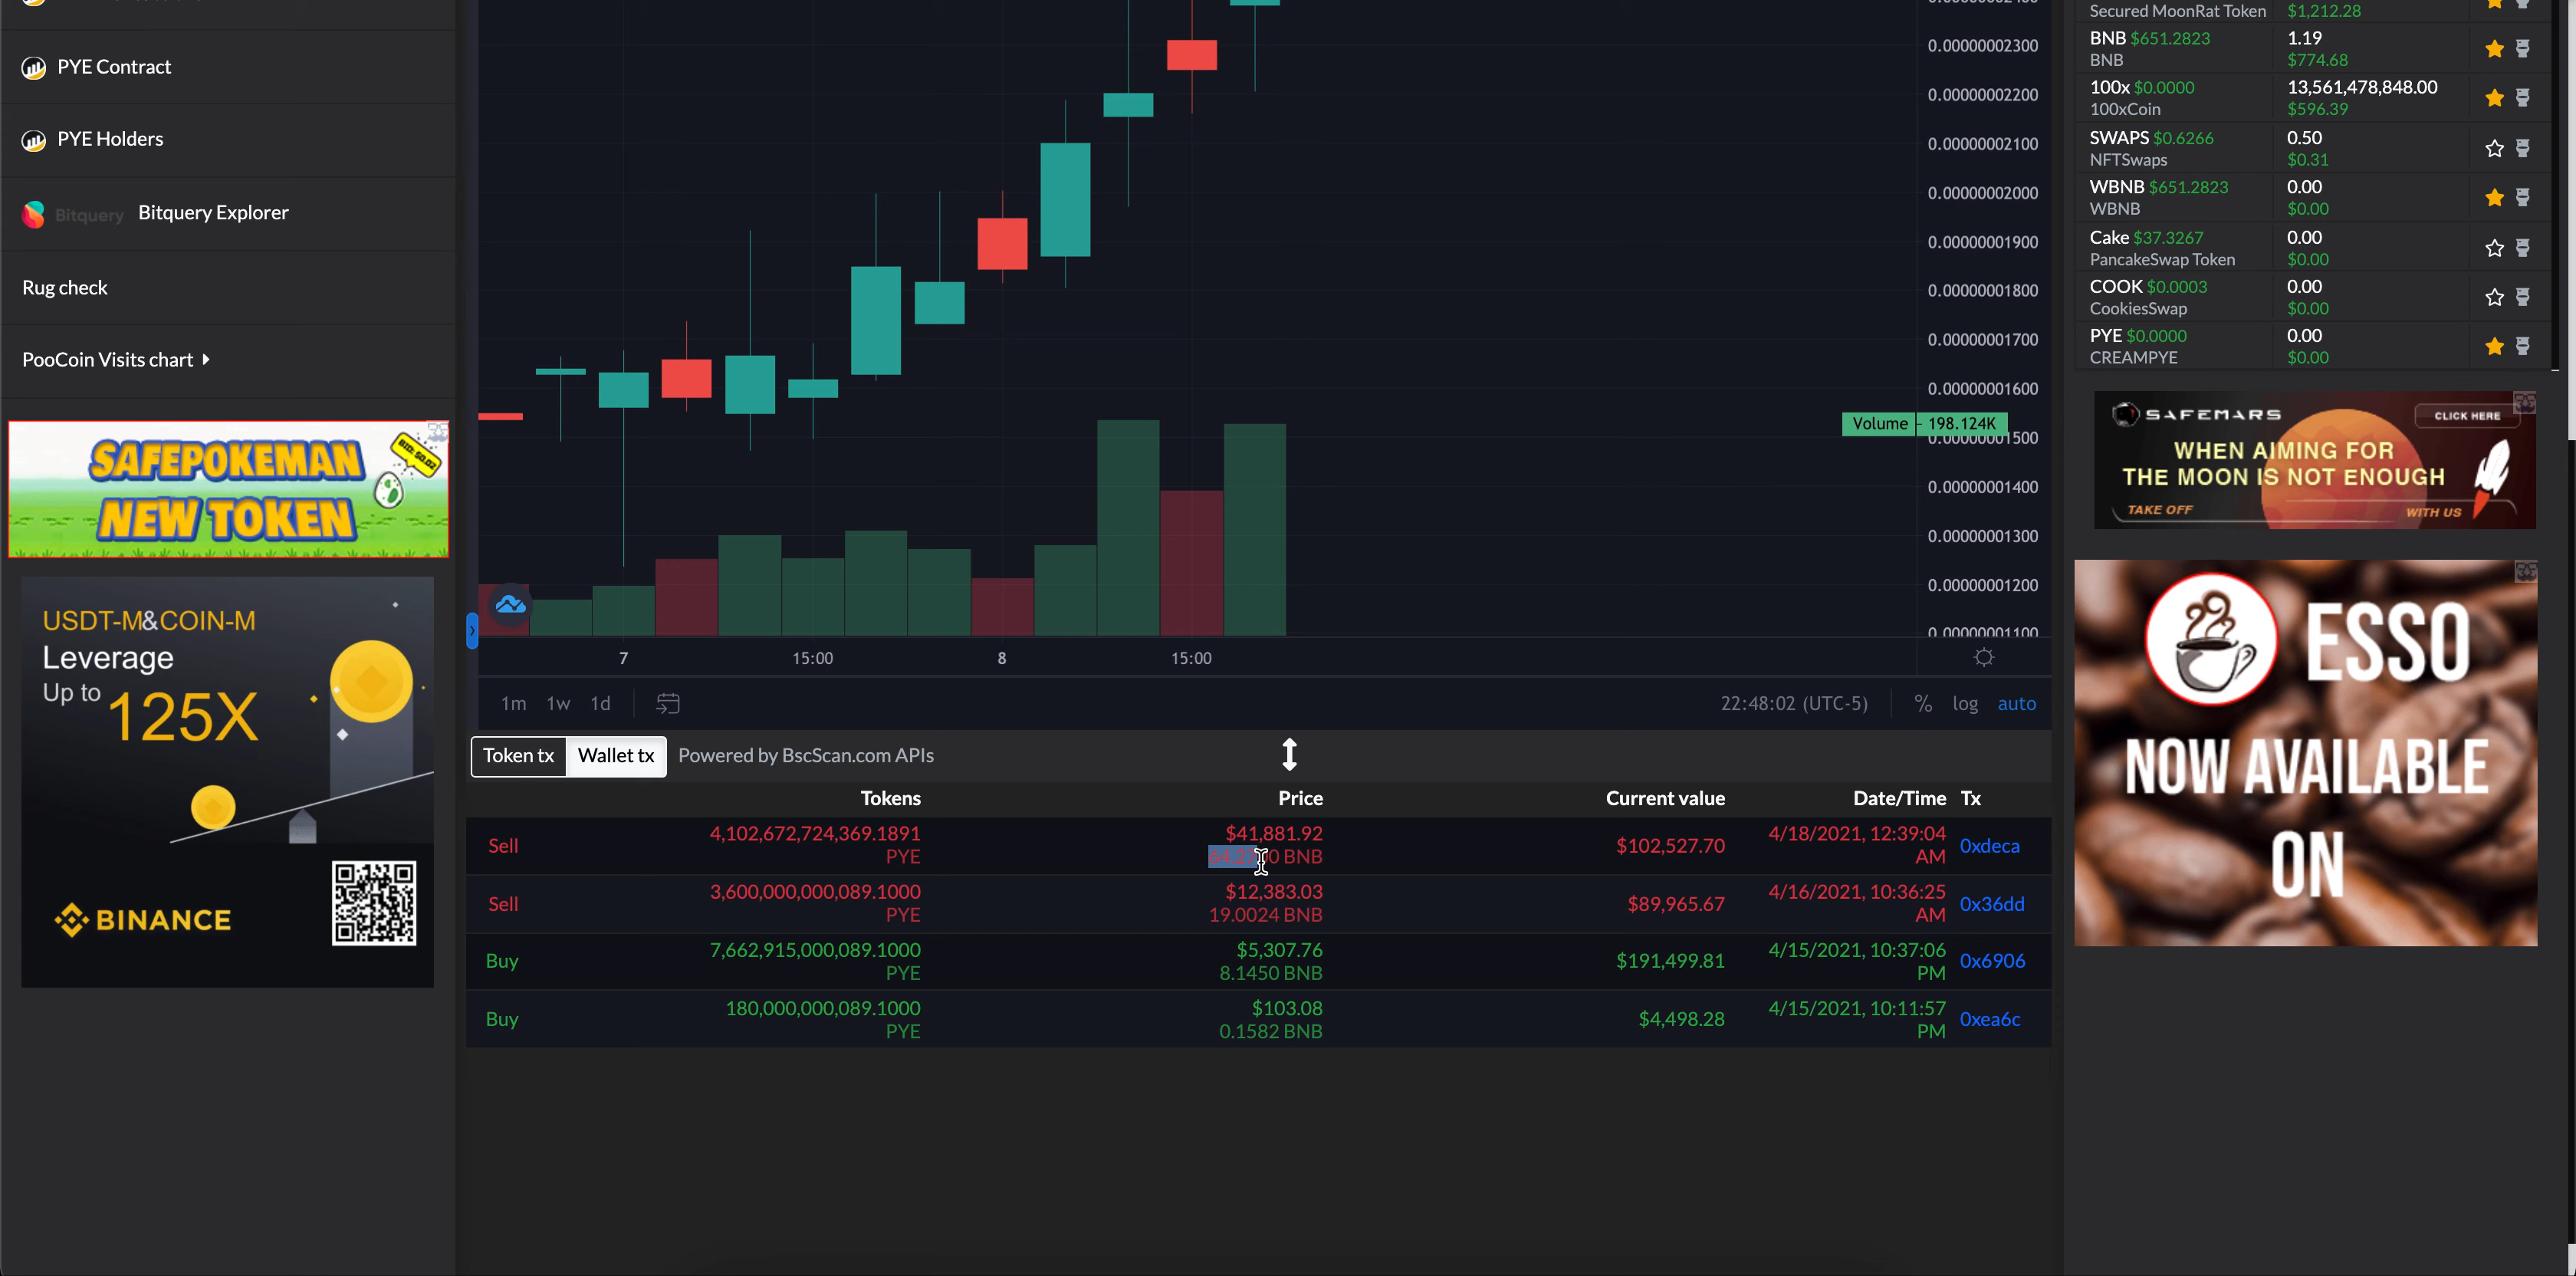 PYE Contract
PYE Holders
Bitquery Bitquery Explorer
Rug check
PooCoin Visits chart
SAFEPOKEMAN
NEW TOKEN
BID: $0.02
USDT-M&COIN-M
Leverage
Up to 125X
BINANCE
0.00000002300
0.00000002200
0.00000002100
0.00000002000
0.00000001900
0.00000001800
0.00000001700
0.00000001600
Volume 198.124K
0.00000001500
0.00000001400
0.00000001300
0.00000001200
0.00000001100
7 15:00 8 15:00
1m 1w 1d 22:48:02 (UTC-5) % log auto
Token tx Wallet tx Powered by BscScan.com APIs
Tokens Price Current value Date/Time Tx
Sell 4,102,672,724,369.1891 $41,881.92 $102,527.70 4/18/2021, 12:39:04 0xdeca
PYE BNB AM
Sell 3,600,000,000,089.1000 $12,383.03 $89,965.67 4/16/2021, 10:36:25 0x36dd
PYE 19.0024 BNB AM
Buy 7,662,915,000,089.1000 $5,307.76 $191,499.81 4/15/2021, 10:37:06 0x6906
PYE 8.1450 BNB PM
Buy 180,000,000,089.1000 $103.08 $4,498.28 4/15/2021, 10:11:57 0xea6c
PYE 0.1582 BNB PM
Secured MoonRat Token $1,212.28
BNB $651.2823 1.19
BNB $774.68
100x $0.0000 13,561,478,848.00
100xCoin $596.39
SWAPS $0.6266 0.50
NFTSwaps $0.31
WBNB $651.2823 0.00
WBNB $0.00
Cake $37.3267 0.00
PancakeSwap Token $0.00
COOK $0.0003 0.00
CookiesSwap $0.00
PYE $0.0000 0.00
CREAMPYE $0.00
SAFEMARS CLICK HERE
WHEN AIMING FOR
THE MOON IS NOT ENOUGH
TAKE OFF WITH US
ESSO
NOW AVAILABLE
ON